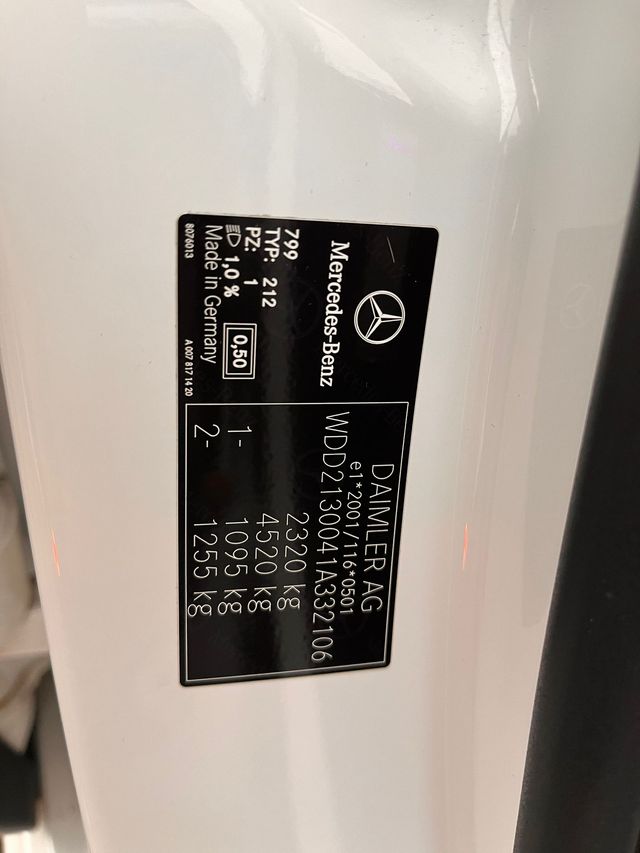 Mercedes-Benz
799
TYP: 212
PZ: 1
1,0 %
0,50
Made in Germany
8076013
A 007 817 14 20
DAIMLER AG
e1*2001/116*0501
WDD2130041A332106
2320 kg
4520 kg
1- 1095 kg
2- 1255 kg